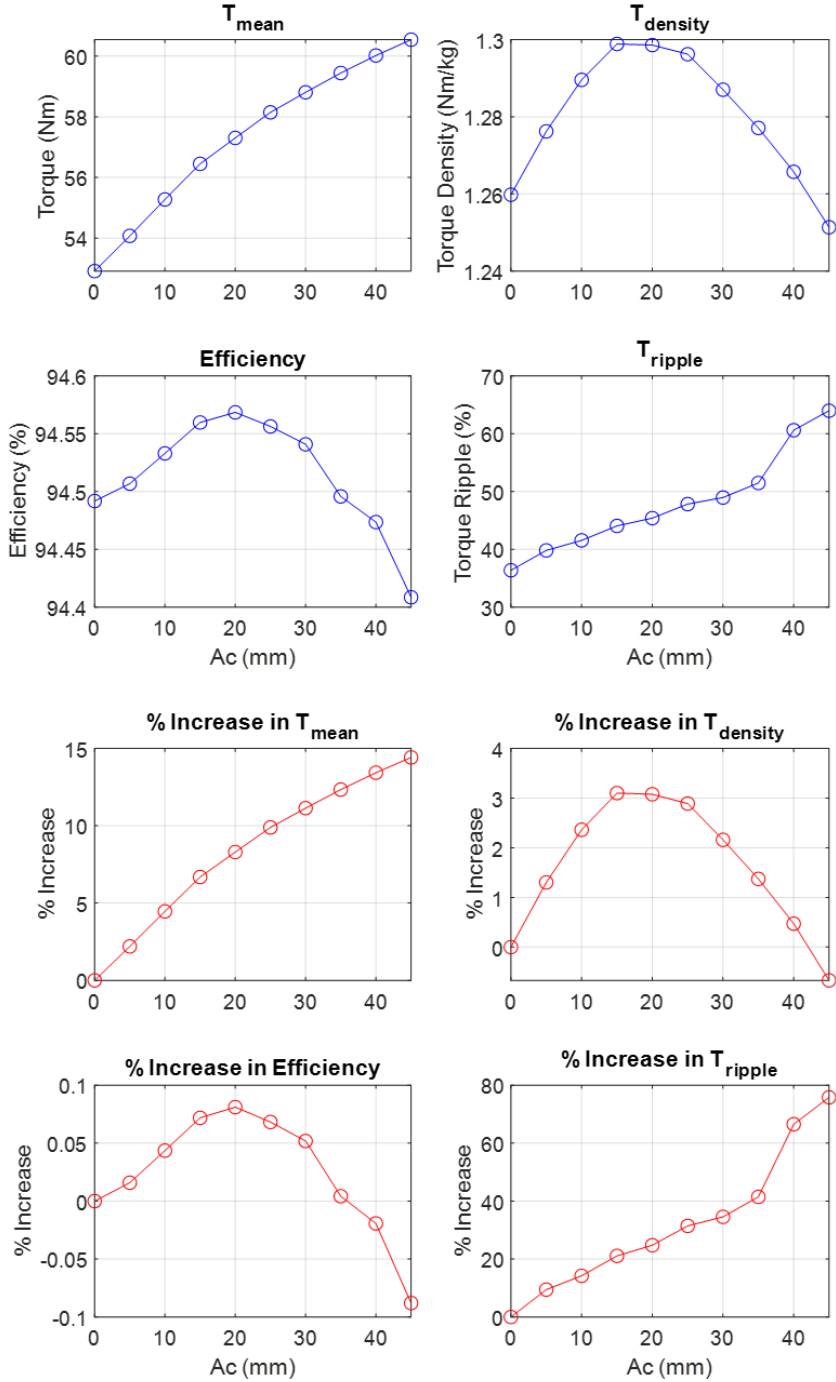 T_mean
Torque (Nm)
60
58
56
54
0 10 20 30 40
T_density
Torque Density (Nm/kg)
1.3
1.28
1.26
1.24
0 10 20 30 40
Efficiency
Efficiency (%)
94.6
94.55
94.5
94.45
94.4
0 10 20 30 40
Ac (mm)
T_ripple
Torque Ripple (%)
70
60
50
40
30
0 10 20 30 40
Ac (mm)
% Increase in T_mean
% Increase
15
10
5
0
0 10 20 30 40
% Increase in T_density
% Increase
4
3
2
1
0
0 10 20 30 40
% Increase in Efficiency
% Increase
0.1
0.05
0
-0.05
-0.1
0 10 20 30 40
Ac (mm)
% Increase in T_ripple
% Increase
80
60
40
20
0
0 10 20 30 40
Ac (mm)